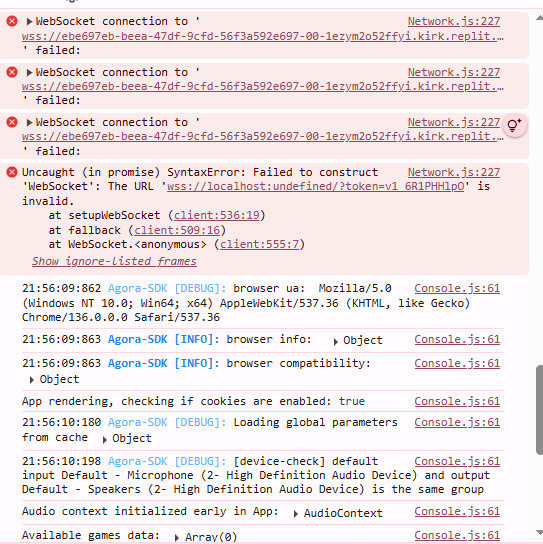 WebSocket connection to ' Network.js:227
wss://ebe697eb-beea-47df-9cfd-56f3a592e697-00-1ezym2o52ffyi.kirk.replit.…
' failed:
WebSocket connection to ' Network.js:227
wss://ebe697eb-beea-47df-9cfd-56f3a592e697-00-1ezym2o52ffyi.kirk.replit.…
' failed:
WebSocket connection to ' Network.js:227
wss://ebe697eb-beea-47df-9cfd-56f3a592e697-00-1ezym2o52ffyi.kirk.replit.…
' failed:
Uncaught (in promise) SyntaxError: Failed to construct Network.js:227
'WebSocket': The URL 'wss://localhost:undefined/?token=v1_6R1PHHlpO' is
invalid.
at setupWebSocket (client:536:19)
at fallback (client:509:16)
at WebSocket.<anonymous> (client:555:7)
Show ignore-listed frames
21:56:09:862 Agora-SDK [DEBUG]: browser ua: Mozilla/5.0 Console.js:61
(Windows NT 10.0; Win64; x64) AppleWebKit/537.36 (KHTML, like Gecko)
Chrome/136.0.0.0 Safari/537.36
21:56:09:863 Agora-SDK [INFO]: browser info: Object Console.js:61
21:56:09:863 Agora-SDK [INFO]: browser compatibility: Console.js:61
Object
App rendering, checking if cookies are enabled: true Console.js:61
21:56:10:180 Agora-SDK [DEBUG]: Loading global parameters Console.js:61
from cache Object
21:56:10:198 Agora-SDK [DEBUG]: [device-check] default Console.js:61
input Default - Microphone (2- High Definition Audio Device) and output
Default - Speakers (2- High Definition Audio Device) is the same group
Audio context initialized early in App: AudioContext Console.js:61
Available games data: Array(0) Console.js:61